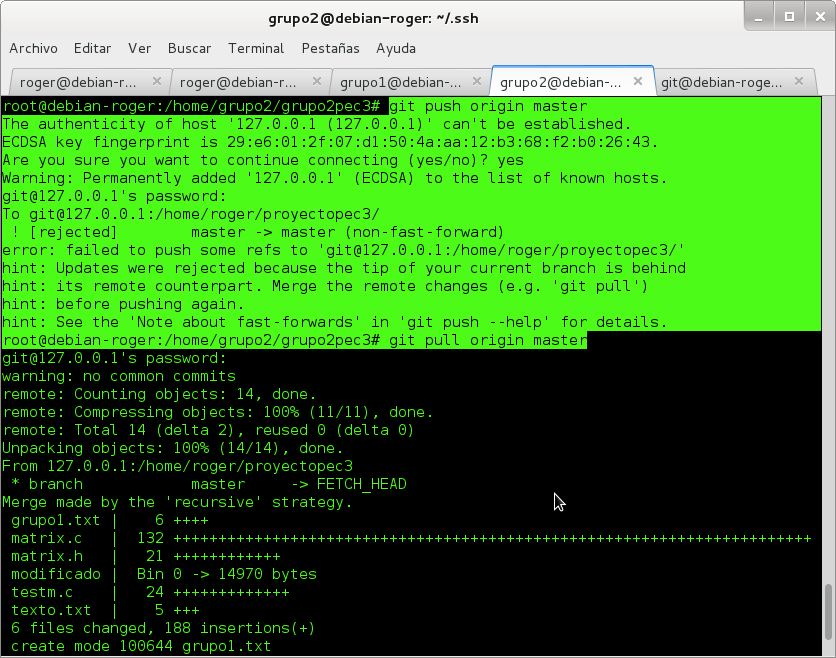 grupo2@debian-roger: ~/.ssh
Archivo Editar Ver Buscar Terminal Pestañas Ayuda
roger@debian-r... roger@debian-r... grupo1@debian-... grupo2@debian-... git@debian-roge...
root@debian-roger:/home/grupo2/grupo2pec3# git push origin master
The authenticity of host '127.0.0.1 (127.0.0.1)' can't be established.
ECDSA key fingerprint is 29:e6:01:2f:07:d1:50:4a:aa:12:b3:68:f2:b0:26:43.
Are you sure you want to continue connecting (yes/no)? yes
Warning: Permanently added '127.0.0.1' (ECDSA) to the list of known hosts.
git@127.0.0.1's password:
To git@127.0.0.1:/home/roger/proyectopec3/
 ! [rejected]        master -> master (non-fast-forward)
error: failed to push some refs to 'git@127.0.0.1:/home/roger/proyectopec3/'
hint: Updates were rejected because the tip of your current branch is behind
hint: its remote counterpart. Merge the remote changes (e.g. 'git pull')
hint: before pushing again.
hint: See the 'Note about fast-forwards' in 'git push --help' for details.
root@debian-roger:/home/grupo2/grupo2pec3# git pull origin master
git@127.0.0.1's password:
warning: no common commits
remote: Counting objects: 14, done.
remote: Compressing objects: 100% (11/11), done.
remote: Total 14 (delta 2), reused 0 (delta 0)
Unpacking objects: 100% (14/14), done.
From 127.0.0.1:/home/roger/proyectopec3
 * branch            master     -> FETCH_HEAD
Merge made by the 'recursive' strategy.
 grupo1.txt |    6 ++++
 matrix.c   |  132 +++++++++++++++++++++++++++++++++++++++++++++++++++++++++++++++++++++++
 matrix.h   |   21 ++++++++++++
 modificado |  Bin 0 -> 14970 bytes
 testm.c    |   24 +++++++++++++
 texto.txt  |    5 +++
 6 files changed, 188 insertions(+)
 create mode 100644 grupo1.txt